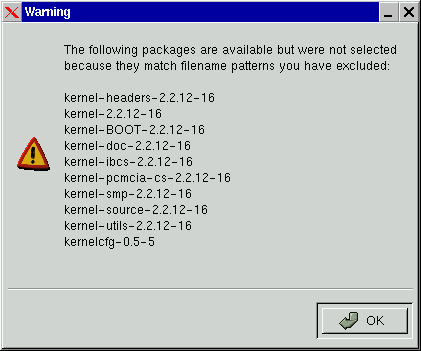 Warning
The following packages are available but were not selected
because they match filename patterns you have excluded:
kernel-headers-2.2.12-16
kernel-2.2.12-16
kernel-BOOT-2.2.12-16
kernel-doc-2.2.12-16
kernel-ibcs-2.2.12-16
kernel-pcmcia-cs-2.2.12-16
kernel-smp-2.2.12-16
kernel-source-2.2.12-16
kernel-utils-2.2.12-16
kernelcfg-0.5-5
OK